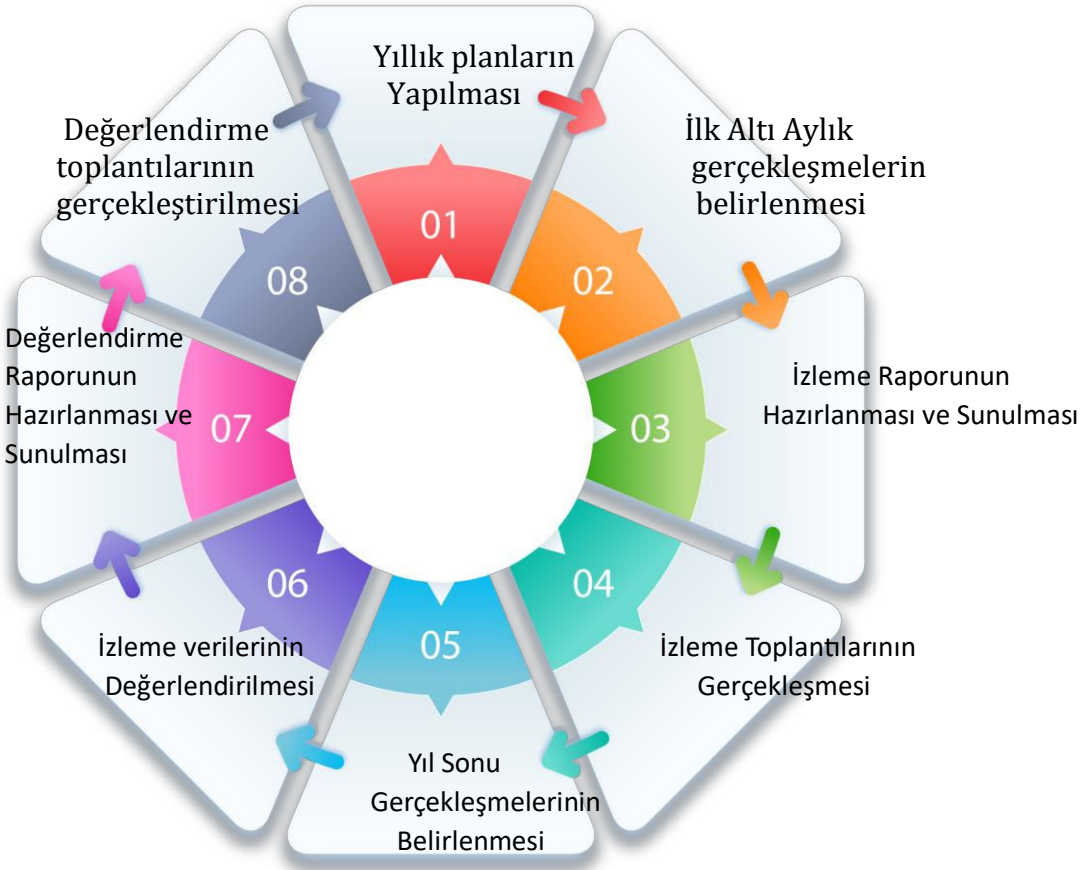 Yıllık planların
Yapılması
01
İlk Altı Aylık
gerçekleşmelerin
belirlenmesi
02
İzleme Raporunun
Hazırlanması ve Sunulması
03
İzleme Toplantılarının
Gerçekleşmesi
04
Yıl Sonu
Gerçekleşmelerinin
Belirlenmesi
05
İzleme verilerinin
Değerlendirilmesi
06
Değerlendirme
Raporunun
Hazırlanması ve
Sunulması
07
Değerlendirme
toplantılarının
gerçekleştirilmesi
08